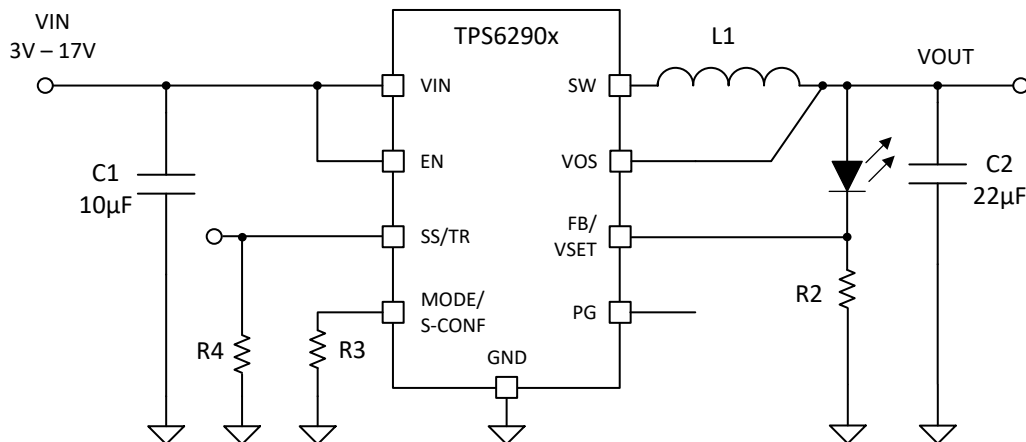 VIN
3V – 17V
TPS6290x
L1
VOUT
VIN
SW
EN
VOS
C1
10µF
C2
22µF
SS/TR
FB/
VSET
MODE/
S-CONF
PG
R2
R4
R3
GND